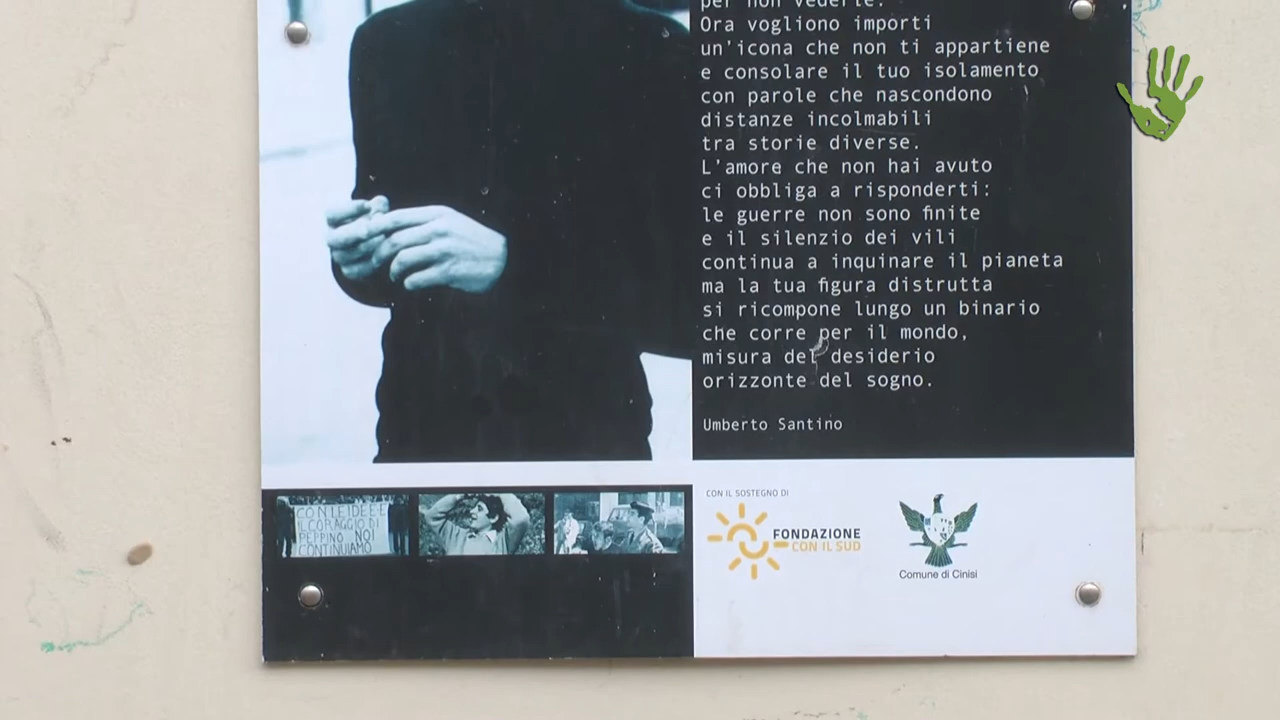 per non vederle.
Ora vogliono importi
un'icona che non ti appartiene
e consolare il tuo isolamento
con parole che nascondono
distanze incolmabili
tra storie diverse.
L'amore che non hai avuto
ci obbliga a risponderti:
le guerre non sono finite
e il silenzio dei vili
continua a inquinare il pianeta
ma la tua figura distrutta
si ricompone lungo un binario
che corre per il mondo,
misura del desiderio
orizzonte del sogno.
Umberto Santino
CON LE IDEE E
IL CORAGGIO DI
PEPPINO NOI
CONTINUIAMO
CON IL SOSTEGNO DI
FONDAZIONE
CON IL SUD
Comune di Cinisi